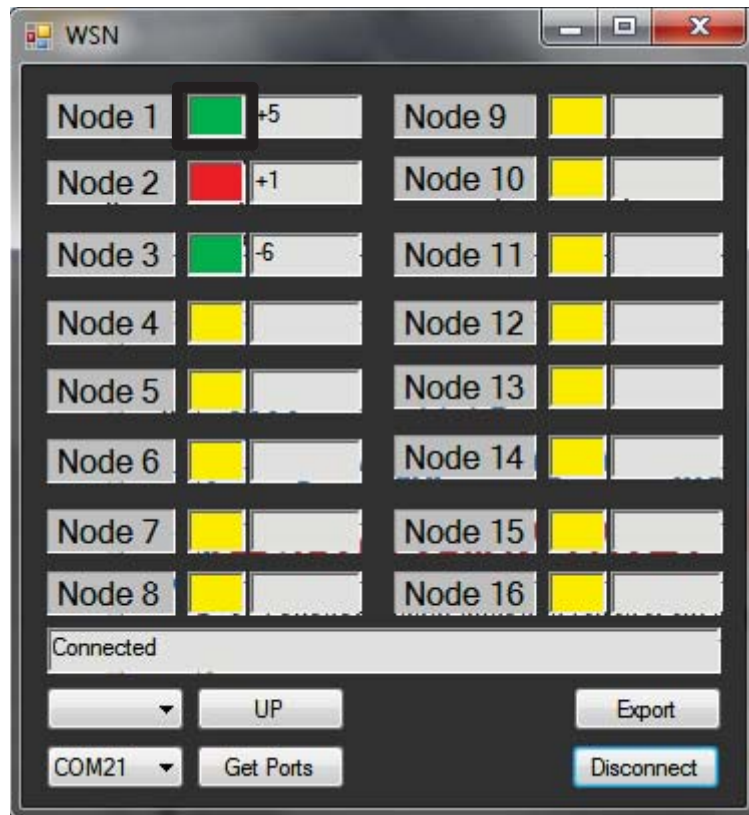 WSN
Node 1 +5 Node 9
Node 2 +1 Node 10
Node 3 -6 Node 11
Node 4 Node 12
Node 5 Node 13
Node 6 Node 14
Node 7 Node 15
Node 8 Node 16
Connected
UP Export
COM21 Get Ports Disconnect